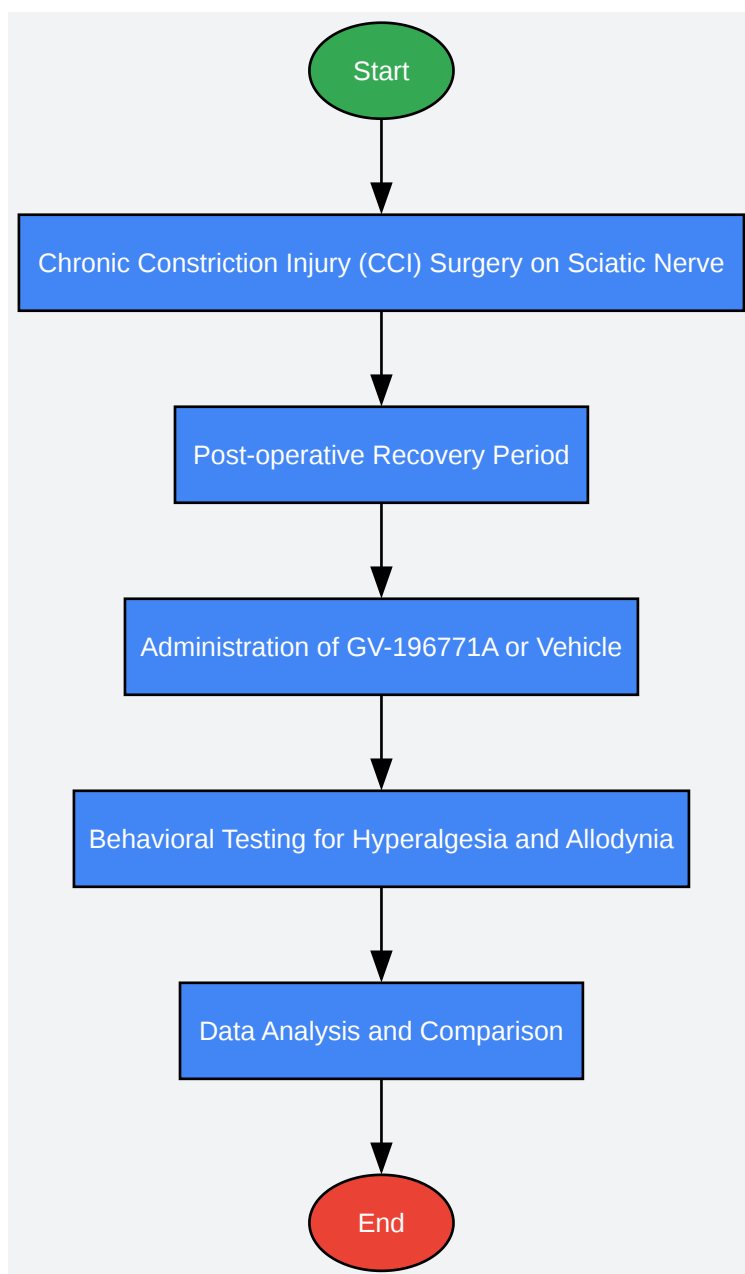 Start
Chronic Constriction Injury (CCI) Surgery on Sciatic Nerve
Post-operative Recovery Period
Administration of GV-196771A or Vehicle
Behavioral Testing for Hyperalgesia and Allodynia
Data Analysis and Comparison
End